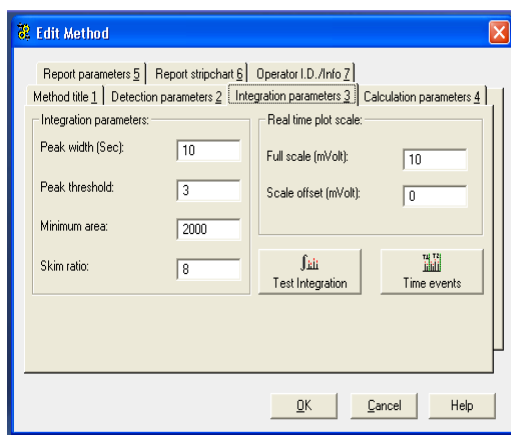 Edit Method
Report parameters 5 Report stripchart 6 Operator I.D./Info 7
Method title 1 Detection parameters 2 Integration parameters 3 Calculation parameters 4
Integration parameters:
Peak width (Sec): 10
Peak threshold: 3
Minimum area: 2000
Skim ratio: 8
Real time plot scale:
Full scale (mVolt): 10
Scale offset (mVolt): 0
Test Integration
Time events
OK Cancel Help